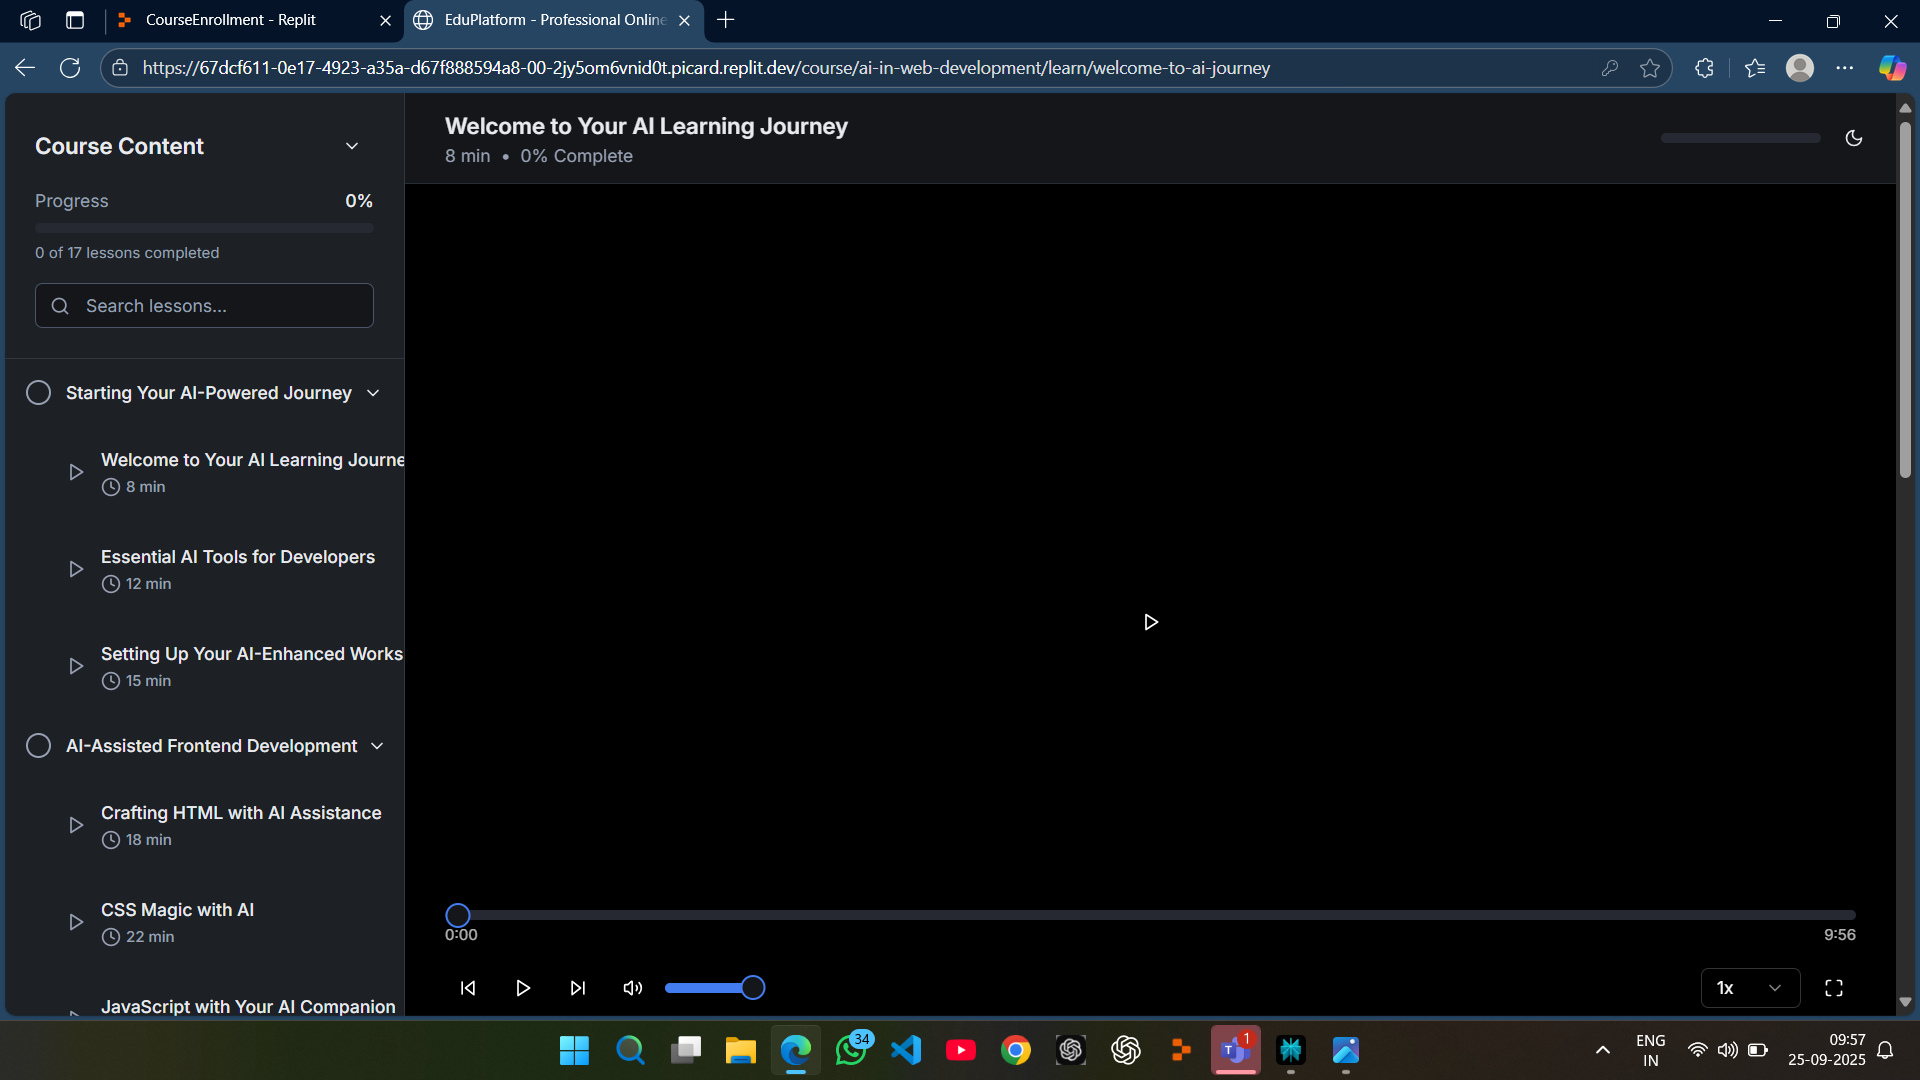 CourseEnrollment - Replit
EduPlatform - Professional Online
https://67dcf611-0e17-4923-a35a-d67f888594a8-00-2jy5om6vnid0t.picard.replit.dev/course/ai-in-web-development/learn/welcome-to-ai-journey
Course Content
Progress 0%
0 of 17 lessons completed
Search lessons...
Starting Your AI-Powered Journey
Welcome to Your AI Learning Journe
8 min
Essential AI Tools for Developers
12 min
Setting Up Your AI-Enhanced Works
15 min
AI-Assisted Frontend Development
Crafting HTML with AI Assistance
18 min
CSS Magic with AI
22 min
JavaScript with Your AI Companion
Welcome to Your AI Learning Journey
8 min • 0% Complete
0:00
9:56
1x
34
T
1
ENG
IN
09:57
25-09-2025